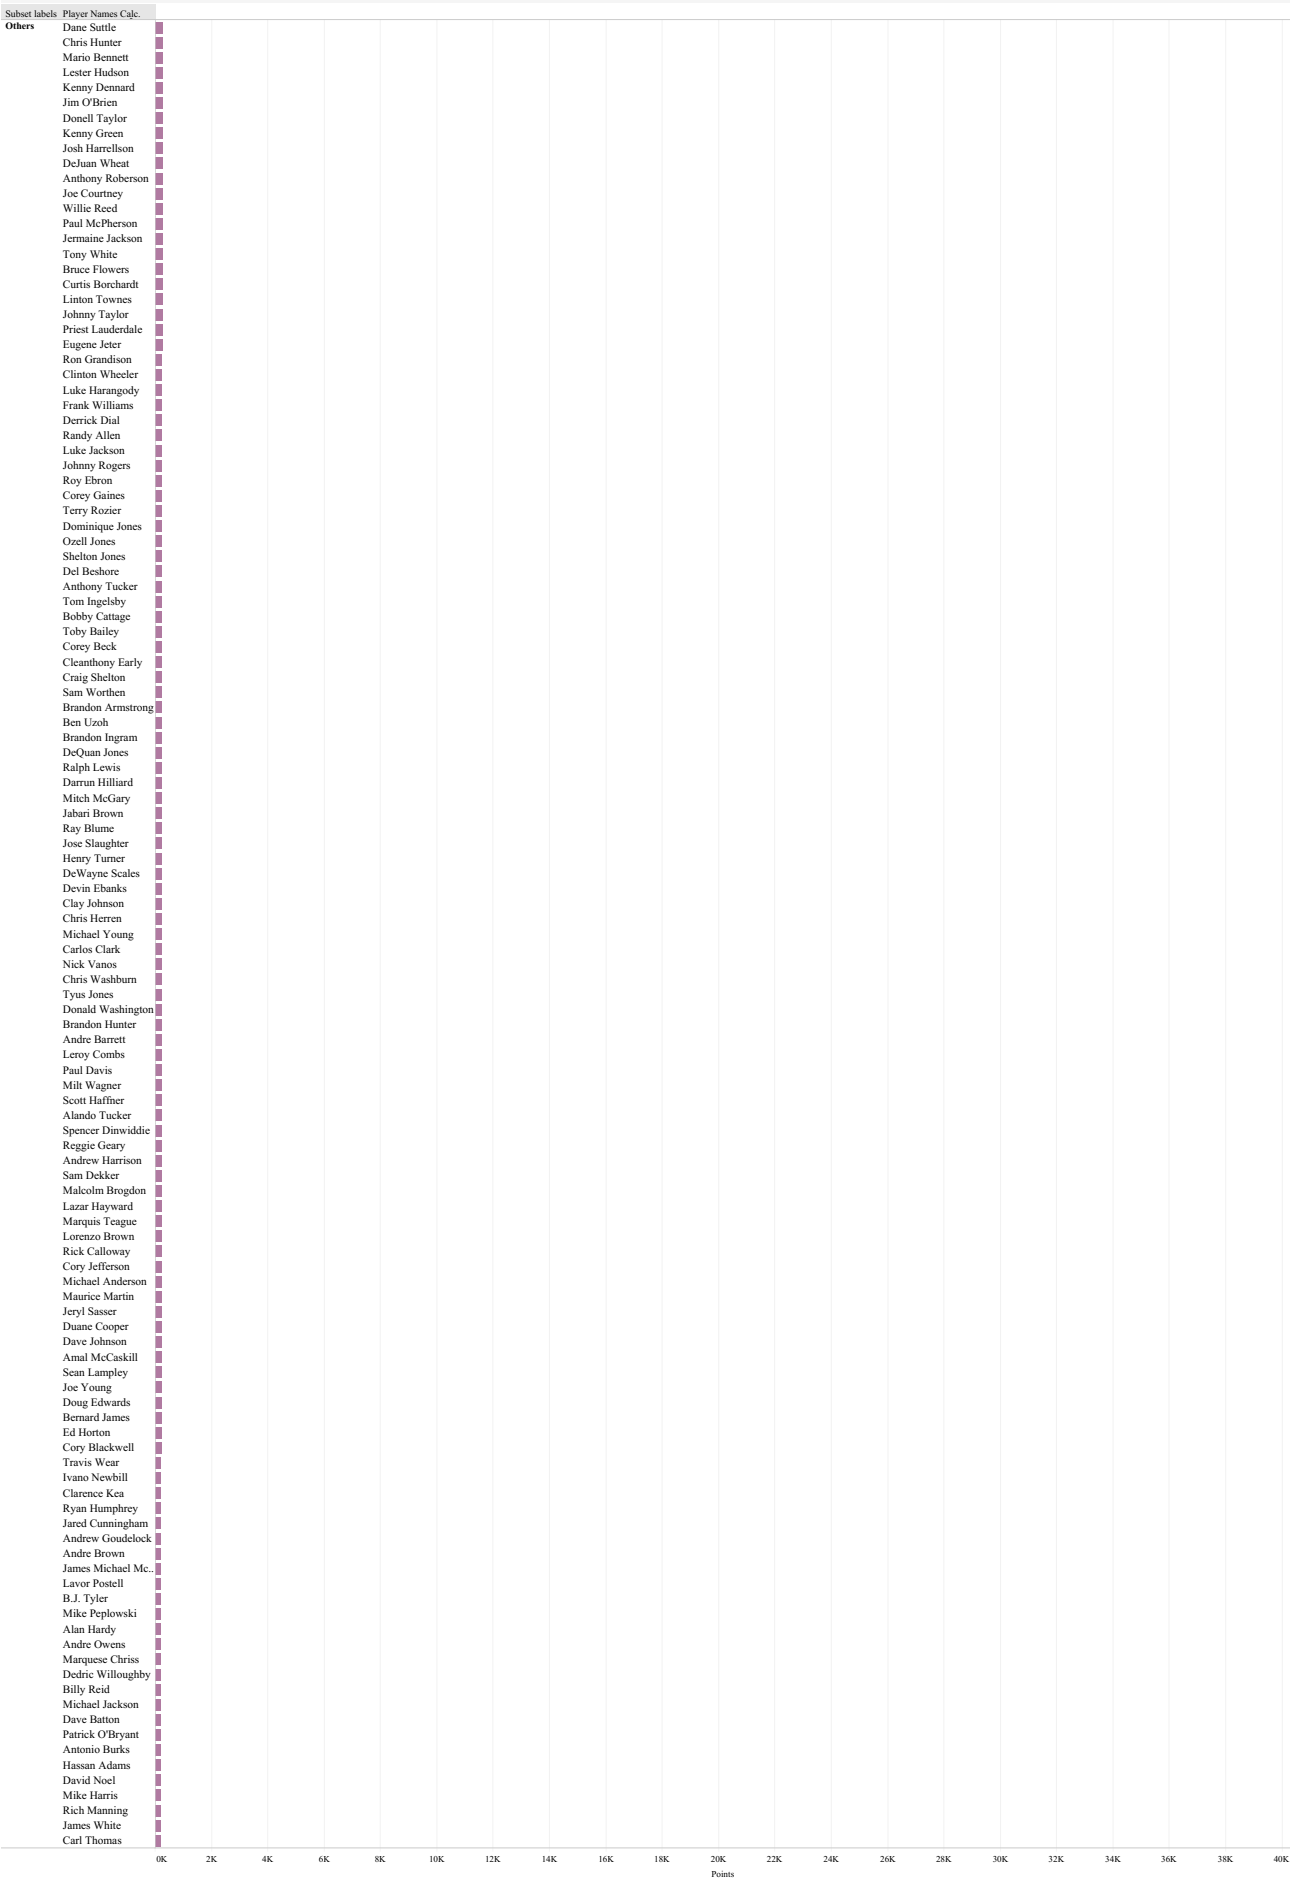 Subset labels Player Names Calc.
Others Dane Suttle
Chris Hunter
Mario Bennett
Lester Hudson
Kenny Dennard
Jim O'Brien
Donell Taylor
Kenny Green
Josh Harrellson
DeJuan Wheat
Anthony Roberson
Joe Courtney
Willie Reed
Paul McPherson
Jermaine Jackson
Tony White
Bruce Flowers
Curtis Borchardt
Linton Townes
Johnny Taylor
Priest Lauderdale
Eugene Jeter
Ron Grandison
Clinton Wheeler
Luke Harangody
Frank Williams
Derrick Dial
Randy Allen
Luke Jackson
Johnny Rogers
Roy Ebron
Corey Gaines
Terry Rozier
Dominique Jones
Ozell Jones
Shelton Jones
Del Beshore
Anthony Tucker
Tom Ingelsby
Bobby Cattage
Toby Bailey
Corey Beck
Cleanthony Early
Craig Shelton
Sam Worthen
Brandon Armstrong
Ben Uzoh
Brandon Ingram
DeQuan Jones
Ralph Lewis
Darrun Hilliard
Mitch McGary
Jabari Brown
Ray Blume
Jose Slaughter
Henry Turner
DeWayne Scales
Devin Ebanks
Clay Johnson
Chris Herren
Michael Young
Carlos Clark
Nick Vanos
Chris Washburn
Tyus Jones
Donald Washington
Brandon Hunter
Andre Barrett
Leroy Combs
Paul Davis
Milt Wagner
Scott Haffner
Alando Tucker
Spencer Dinwiddie
Reggie Geary
Andrew Harrison
Sam Dekker
Malcolm Brogdon
Lazar Hayward
Marquis Teague
Lorenzo Brown
Rick Calloway
Cory Jefferson
Michael Anderson
Maurice Martin
Jeryl Sasser
Duane Cooper
Dave Johnson
Amal McCaskill
Sean Lampley
Joe Young
Doug Edwards
Bernard James
Ed Horton
Cory Blackwell
Travis Wear
Ivano Newbill
Clarence Kea
Ryan Humphrey
Jared Cunningham
Andrew Goudelock
Andre Brown
James Michael Mc..
Lavor Postell
B.J. Tyler
Mike Peplowski
Alan Hardy
Andre Owens
Marquese Chriss
Dedric Willoughby
Billy Reid
Michael Jackson
Dave Batton
Patrick O'Bryant
Antonio Burks
Hassan Adams
David Noel
Mike Harris
Rich Manning
James White
Carl Thomas
0K 2K 4K 6K 8K 10K 12K 14K 16K 18K 20K 22K 24K 26K 28K 30K 32K 34K 36K 38K 40K
Points